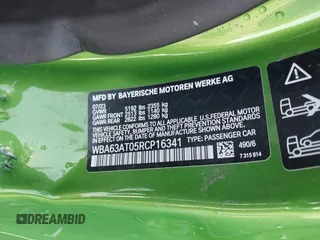 MFD BY BAYERISCHE MOTOREN WERKE AG
07/23
GVWR 5192 lbs 2355 kg
GAWR FRONT 2513 lbs 1140 kg
GAWR REAR 2822 lbs 1280 kg
THIS VEHICLE CONFORMS TO ALL APPLICABLE U.S.FEDERAL MOTOR
VEHICLE SAFETY, BUMPER AND THEFT PREVENTION STANDARDS
IN EFFECT ON THE DATE OF MANUFACTURE SHOWN ABOVE
WBA63AT05RCP16341
TYPE: PASSENGER CAR
490/6
7 315 814
DREAMBID